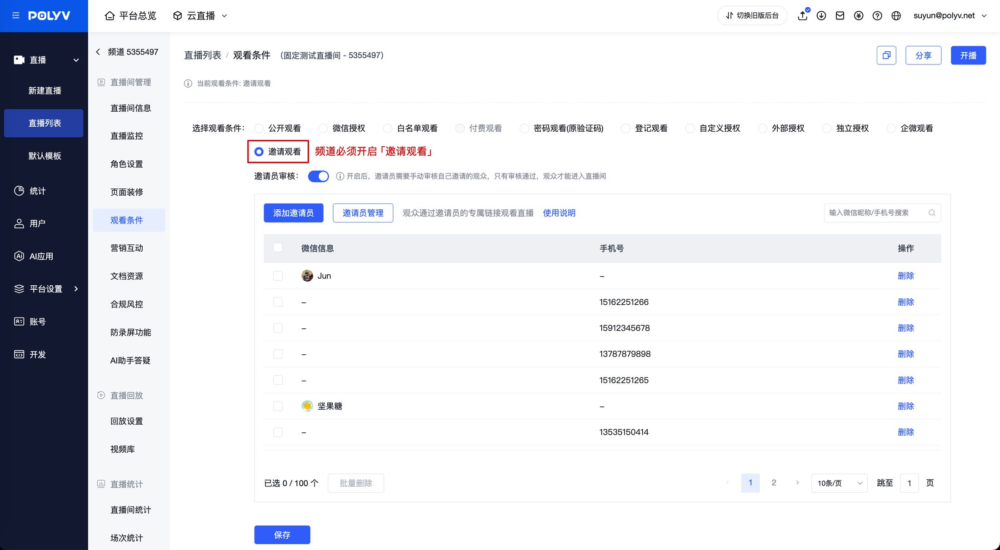 POLYV
平台总览
云直播
切换旧版后台
suyun@polyv.net
直播
新建直播
直播列表
默认模板
统计
用户
AI应用
平台设置
账号
开发
频道 5355497
直播间管理
直播间信息
直播监控
角色设置
页面装修
观看条件
营销互动
文档资源
合规风控
防录屏功能
AI助手答疑
直播回放
回放设置
视频库
直播统计
直播间统计
场次统计
直播列表 / 观看条件 (固定测试直播间 - 5355497)
分享
开播
当前观看条件: 邀请观看
选择观看条件： 公开观看 微信授权 白名单观看 付费观看 密码观看(原验证码) 登记观看 自定义授权 外部授权 独立授权 企微观看
邀请观看 频道必须开启「邀请观看」
邀请员审核： 开启后，邀请员需要手动审核自己邀请的观众，只有审核通过，观众才能进入直播间
添加邀请员 邀请员管理 观众通过邀请员的专属链接观看直播 使用说明 输入微信昵称/手机号搜索
微信信息 手机号 操作
Jun – 删除
– 15162251266 删除
– 15912345678 删除
– 13787879898 删除
– 15162251265 删除
坚果糖 – 删除
– 13535150414 删除
已选 0 / 100 个 批量删除 1 2 10条/页 跳至 1 页
保存